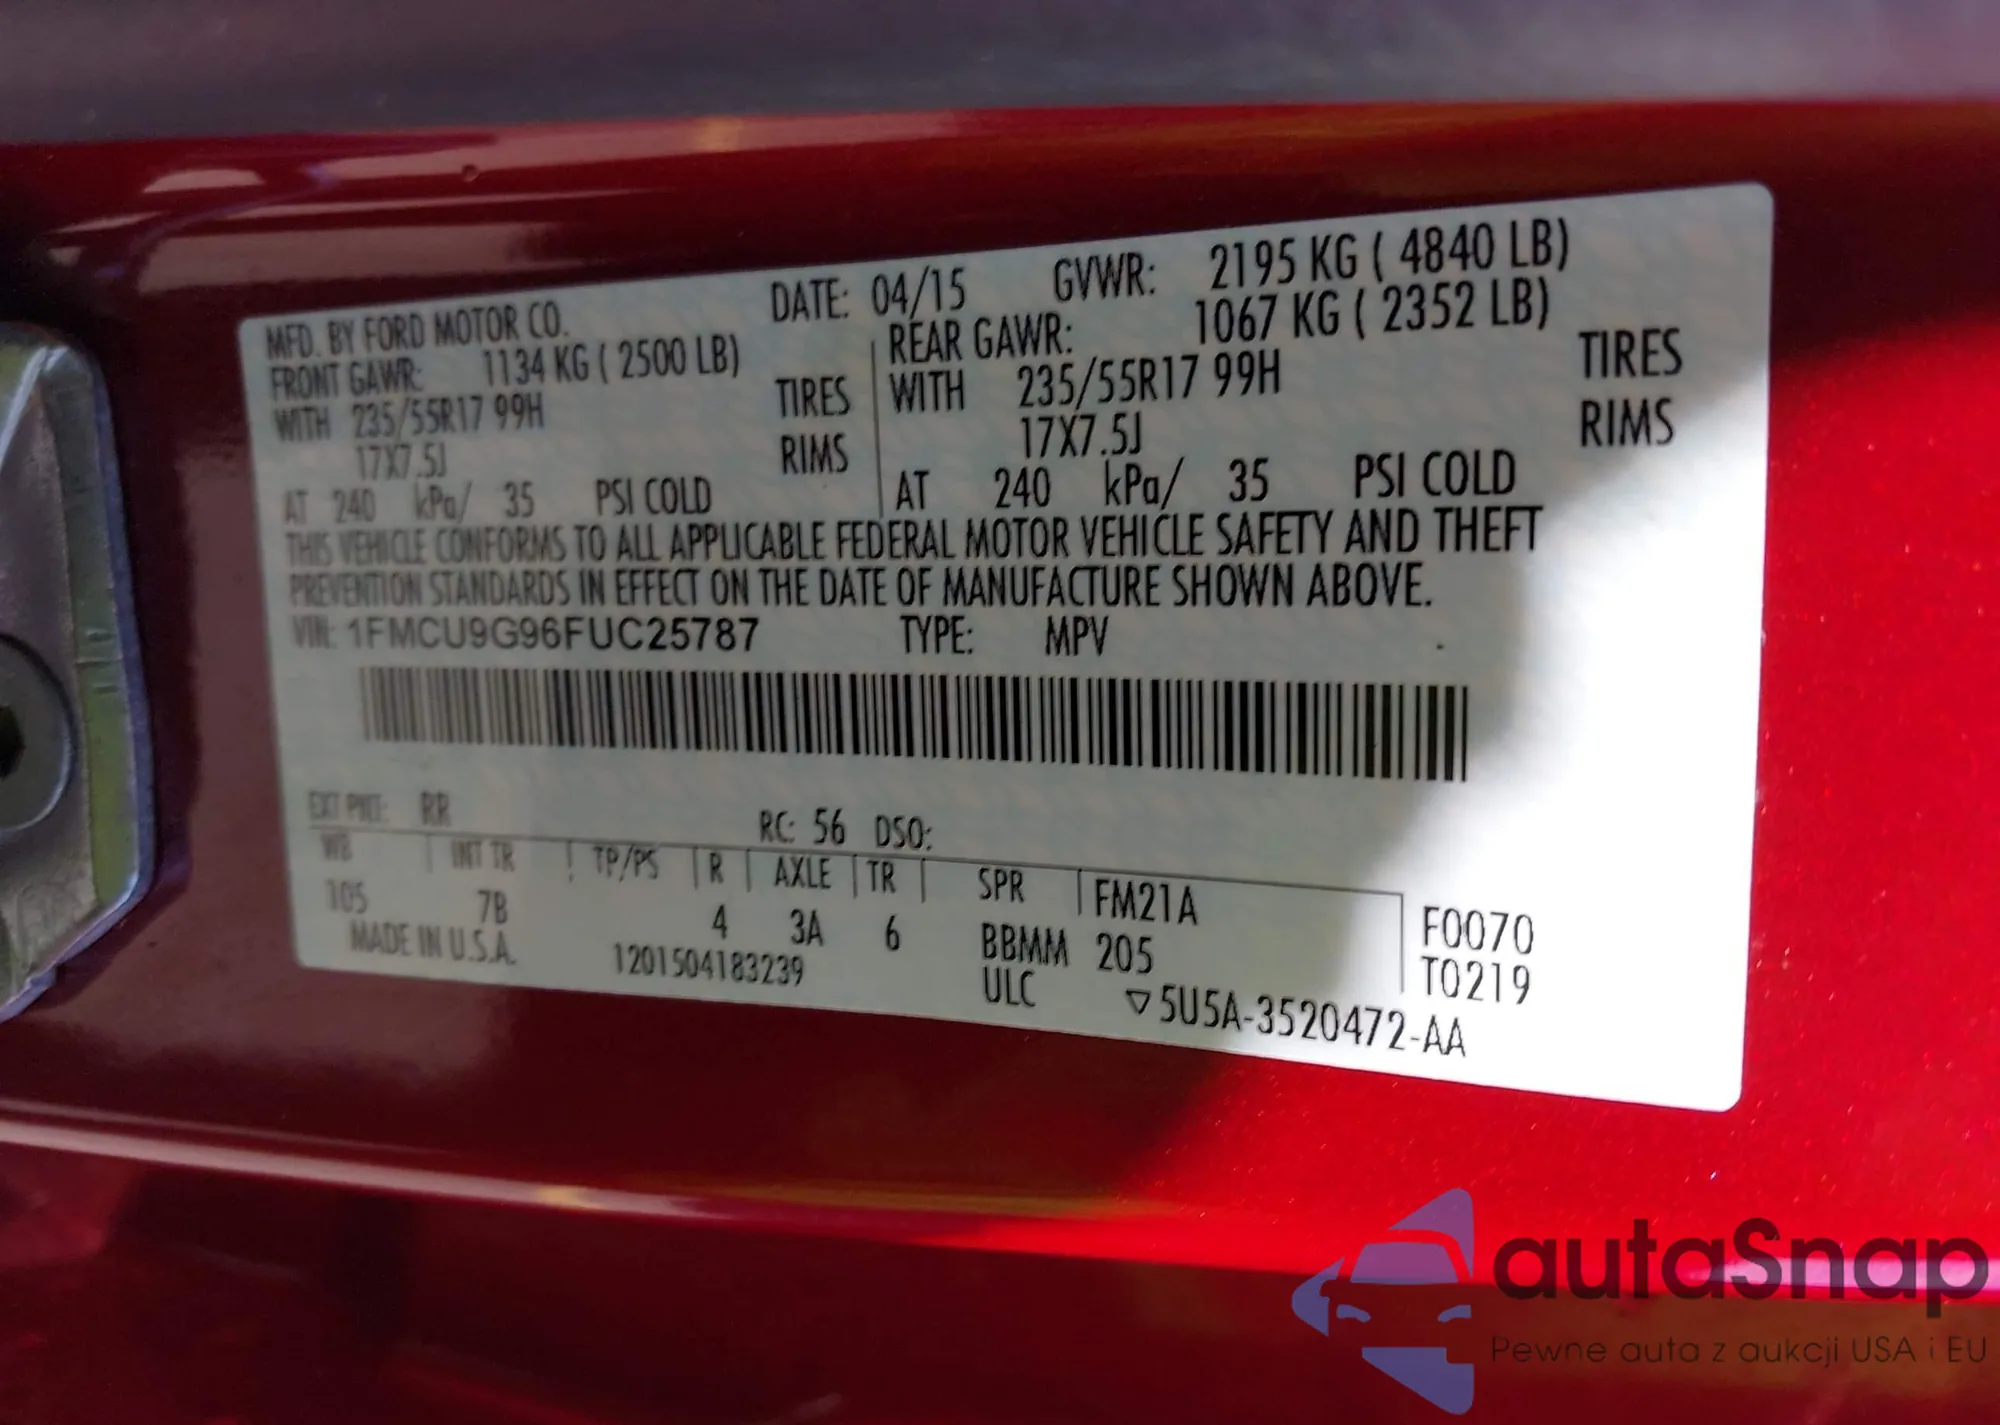 MFD. BY FORD MOTOR CO. DATE: 04/15 GVWR: 2195 KG ( 4840 LB)
FRONT GAWR: 1134 KG ( 2500 LB) REAR GAWR: 1067 KG ( 2352 LB)
WITH 235/55R17 99H TIRES WITH 235/55R17 99H TIRES
17X7.5J RIMS 17X7.5J RIMS
AT 240 kPa/ 35 PSI COLD AT 240 kPa/ 35 PSI COLD
THIS VEHICLE CONFORMS TO ALL APPLICABLE FEDERAL MOTOR VEHICLE SAFETY AND THEFT
PREVENTION STANDARDS IN EFFECT ON THE DATE OF MANUFACTURE SHOWN ABOVE.
VIN: 1FMCU9G96FUC25787 TYPE: MPV
EXT PNT: RR RC: 56 DSO:
WB INT TR TP/PS R AXLE TR SPR FM21A F0070
105 7B 4 3A 6 BBMM 205 T0219
MADE IN U.S.A. 1201504183239 ULC ▽5U5A-3520472-AA
autaSnap
Pewne auta z aukcji USA i EU